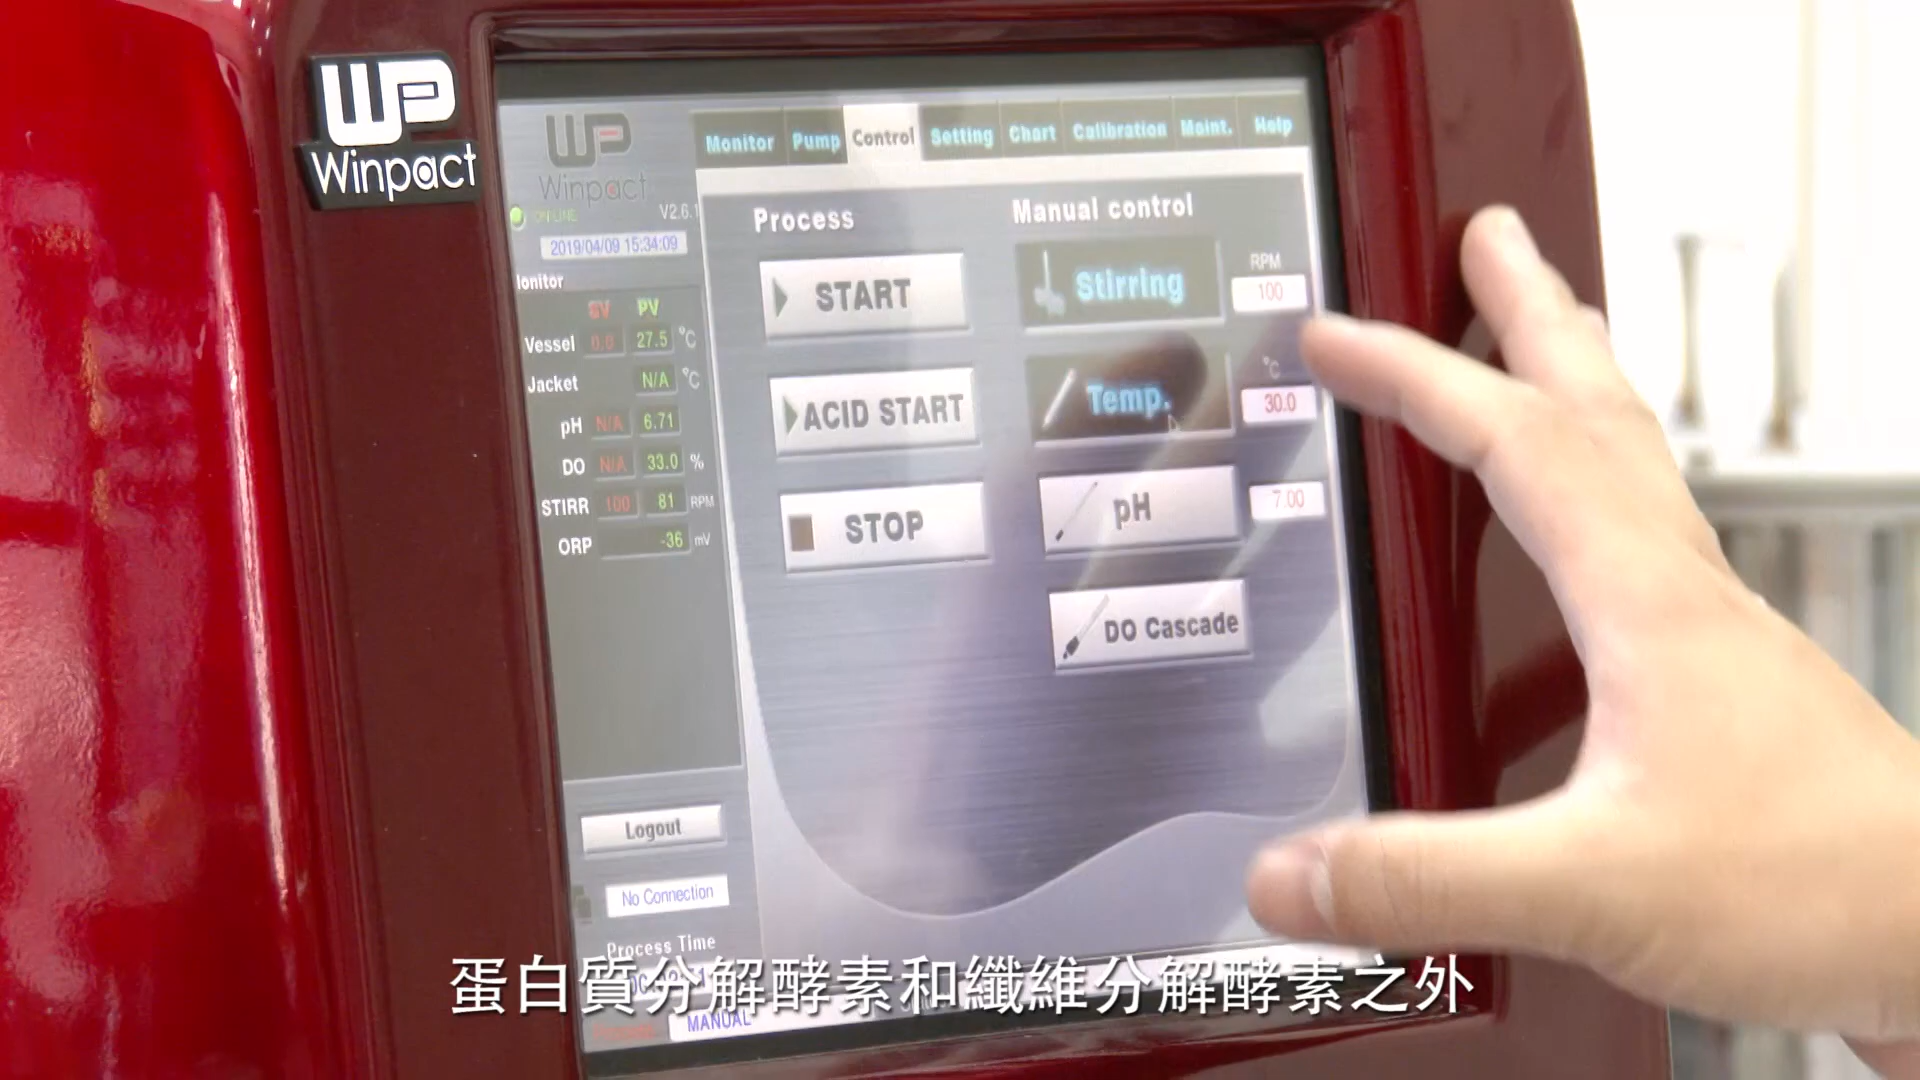 WP
Winpact
WP
Winpact
ON-LINE
V2.6.1
2019/04/09 15:34:09
Monitor Pump Control Setting Chart Calibration Maint. Help
onitor
SV PV
Vessel 0.0 27.5 °C
Jacket N/A °C
pH N/A 6.71
DO N/A 33.0 %
STIRR 100 81 RPM
ORP -36 mV
Process
START
ACID START
STOP
Manual control
Stirring
RPM
100
Temp.
°C
30.0
pH
7.00
DO Cascade
Logout
No Connection
Process Time
MANUAL
蛋白質分解酵素和纖維分解酵素之外